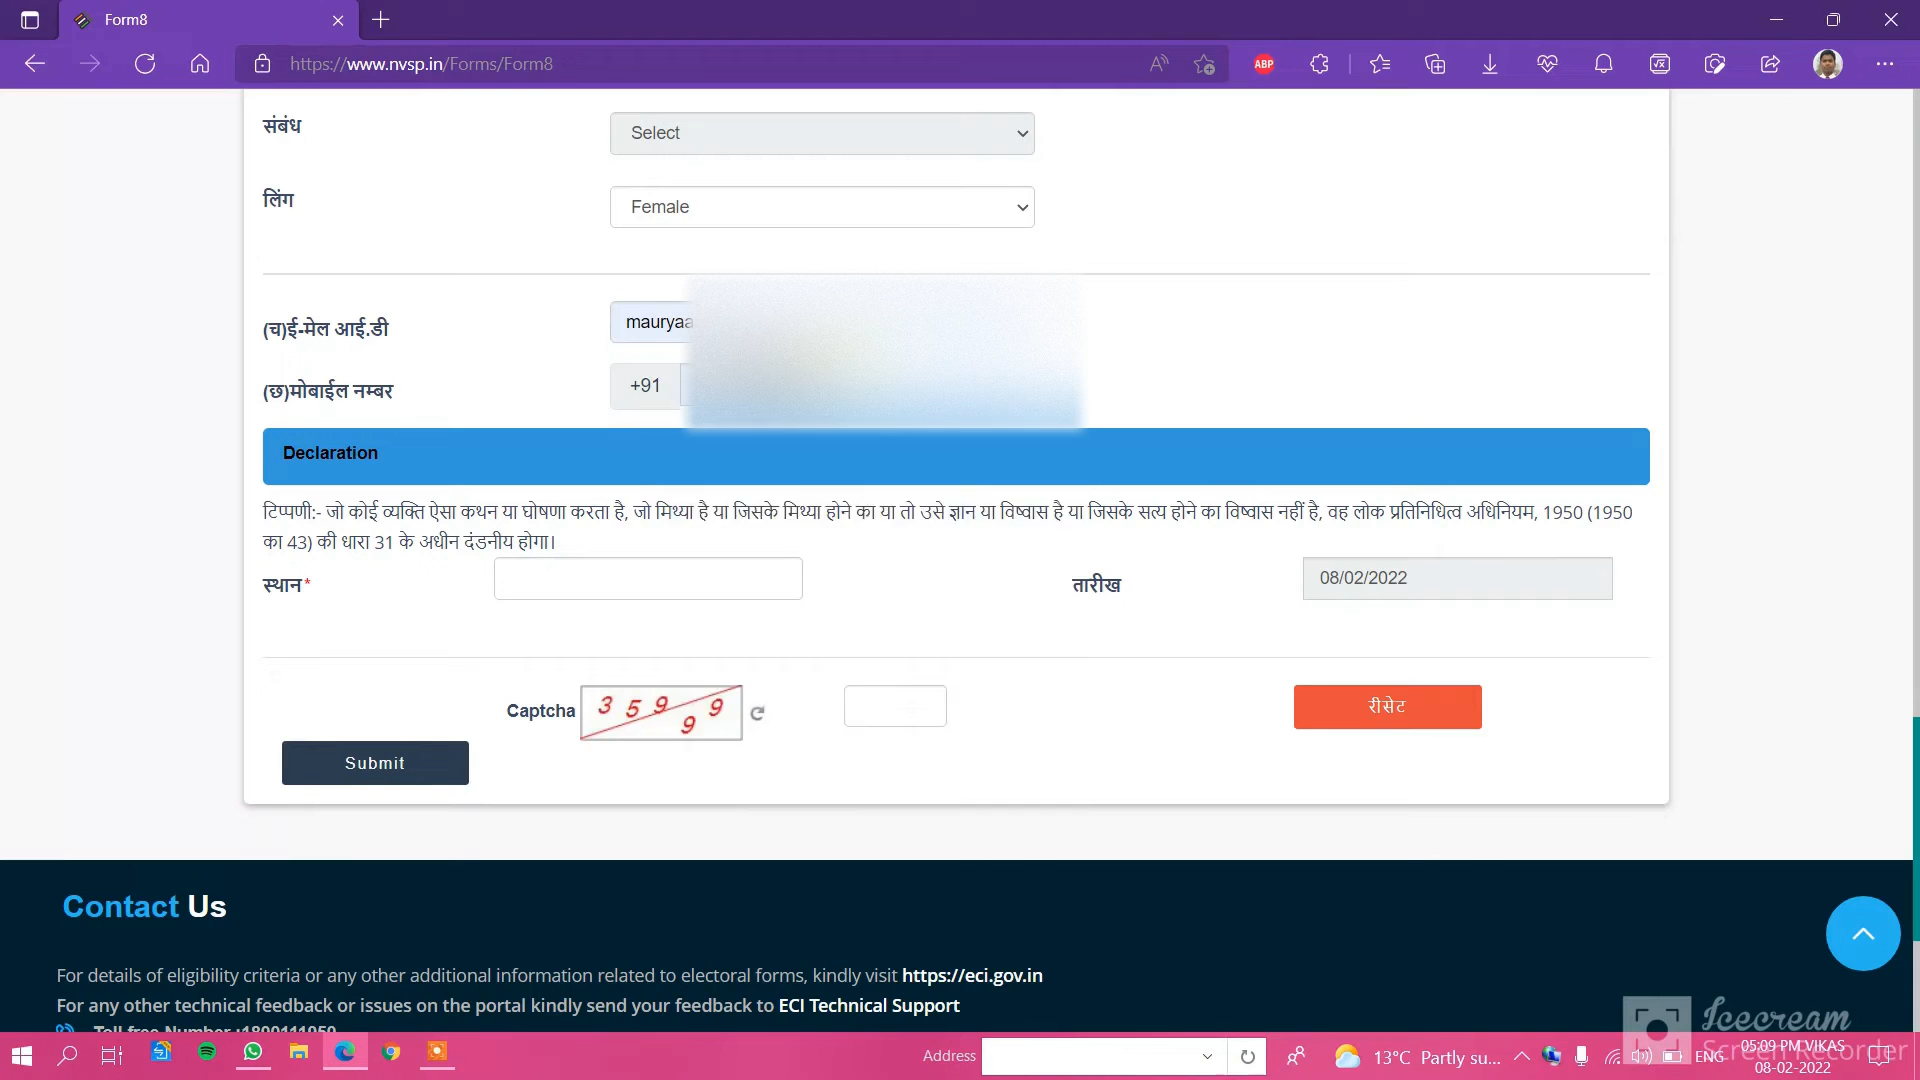 Form8
https://www.nvsp.in/Forms/Form8
ABP
संबंध
Select
लिंग
Female
(च)ई-मेल आई.डी
mauryaa
(छ)मोबाईल नम्बर
+91
Declaration
टिप्पणी:- जो कोई व्यक्ति ऐसा कथन या घोषणा करता है, जो मिथ्या है या जिसके मिथ्या होने का या तो उसे ज्ञान या विष्वास है या जिसके सत्य होने का विष्वास नहीं है, वह लोक प्रतिनिधित्व अधिनियम, 1950 (1950
का 43) की धारा 31 के अधीन दंडनीय होगा।
स्थान*
तारीख
08/02/2022
Captcha
3 5 9 9 9
रीसेट
Submit
Contact Us
For details of eligibility criteria or any other additional information related to electoral forms, kindly visit https://eci.gov.in
For any other technical feedback or issues on the portal kindly send your feedback to ECI Technical Support
Toll free Number :1800111950
Icecream
Screen Recorder
Address
13°C Partly su...
ENG
05:09 PM VIKAS
08-02-2022